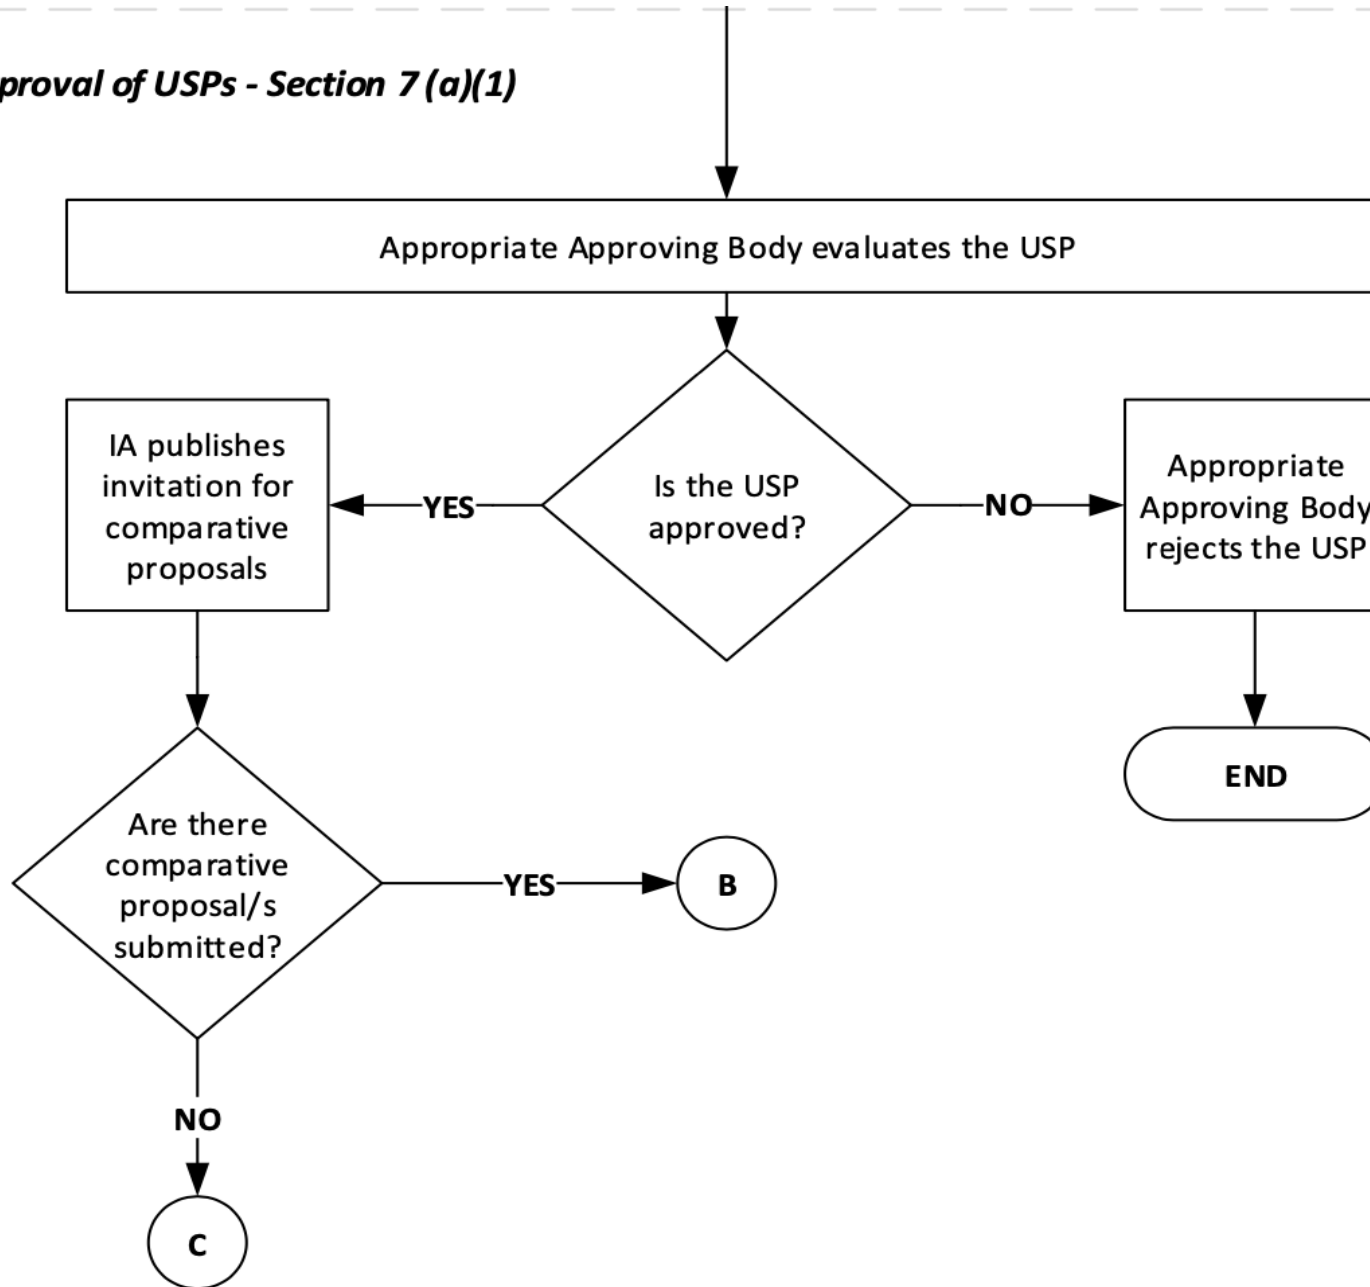 proval of USPs - Section 7 (a)(1)
Appropriate Approving Body evaluates the USP
IA publishes
invitation for
comparative
proposals
YES
Is the USP
approved?
NO
Appropriate
Approving Body
rejects the USP
END
Are there
comparative
proposal/s
submitted?
YES
B
NO
C